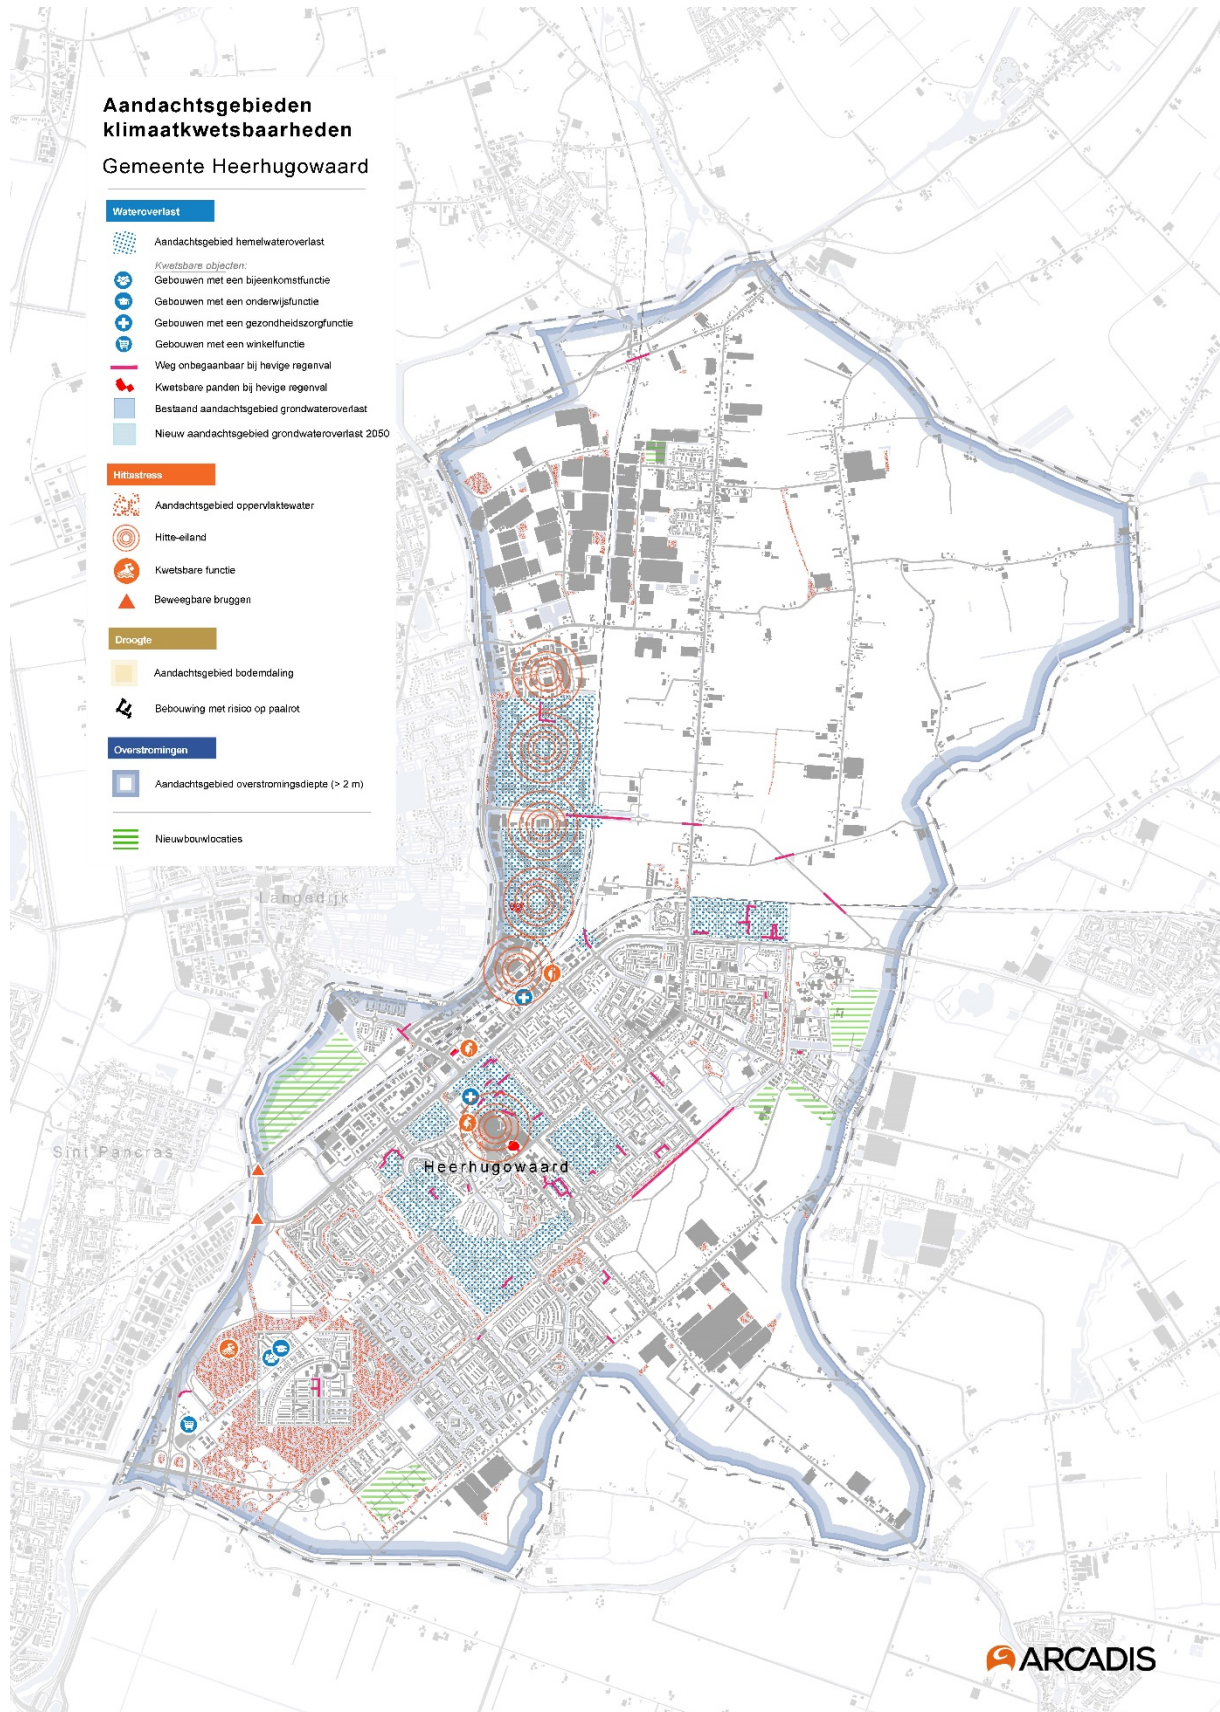 Aandachtsgebieden
klimaatkwetsbaarheden
Gemeente Heerhugowaard
Wateroverlast
Aandachtsgebied hemelwateroverlast
Kwetsbare objecten:
Gebouwen met een bijeenkomstfunctie
Gebouwen met een onderwijsfunctie
Gebouwen met een gezondheidszorgfunctie
Gebouwen met een winkelfunctie
Weg onbegaanbaar bij hevige regenval
Kwetsbare panden bij hevige regenval
Bestaand aandachtsgebied grondwateroverlast
Nieuw aandachtsgebied grondwateroverlast 2050
Hittestress
Aandachtsgebied oppervlaktewater
Hitte-eiland
Kwetsbare functie
Beweegbare bruggen
Droogte
Aandachtsgebied bodemdaling
Bebouwing met risico op paalrot
Overstromingen
Aandachtsgebied overstromingsdiepte (> 2 m)
Nieuwbouwlocaties
Langedijk
Sint Pancras
Heerhugowaard
ARCADIS